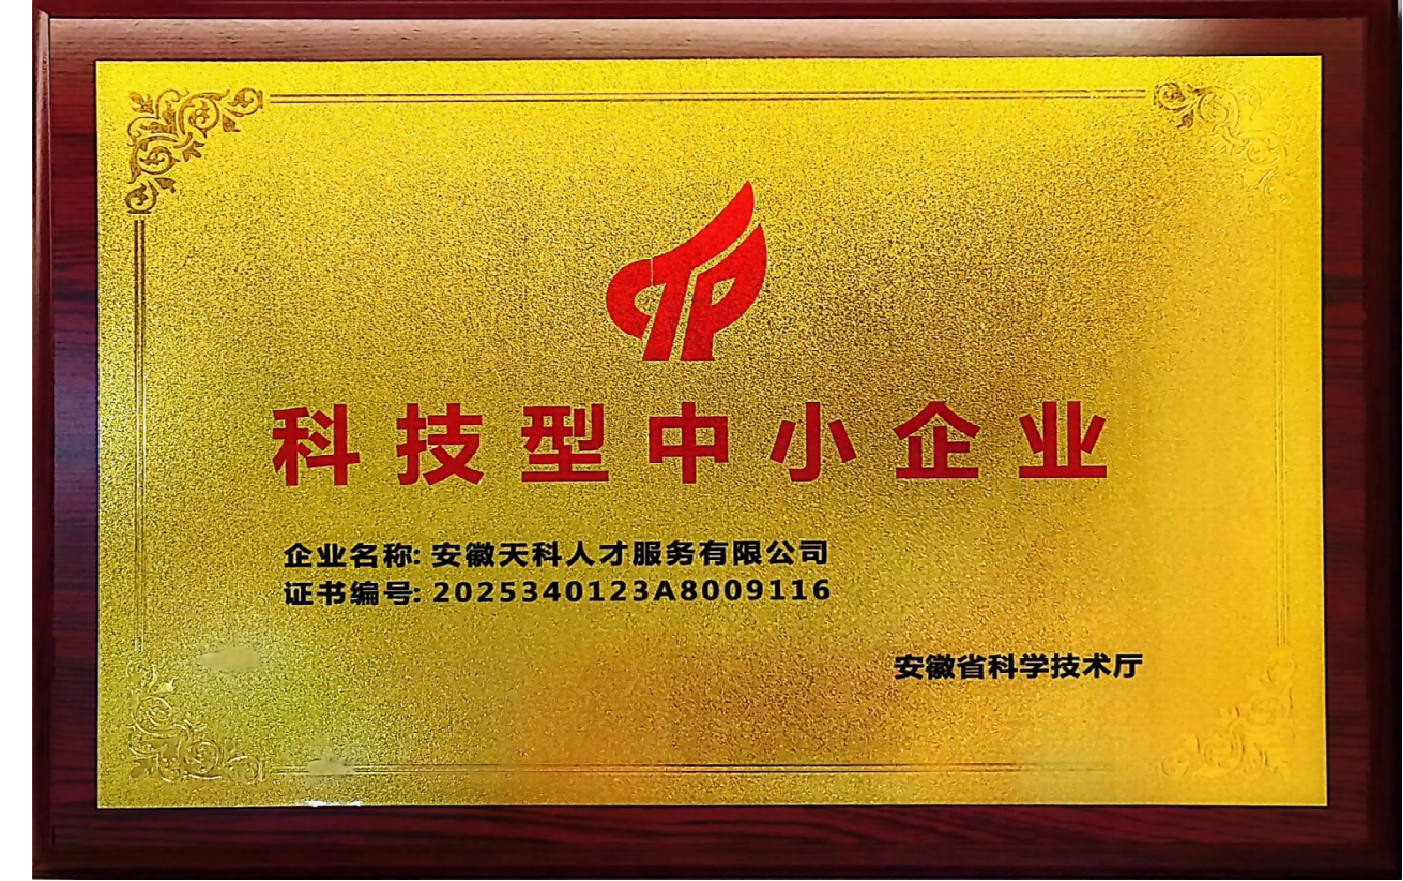 科技型中小企业
企业名称: 安徽天科人才服务有限公司
证书编号: 2025340123A8009116
安徽省科学技术厅